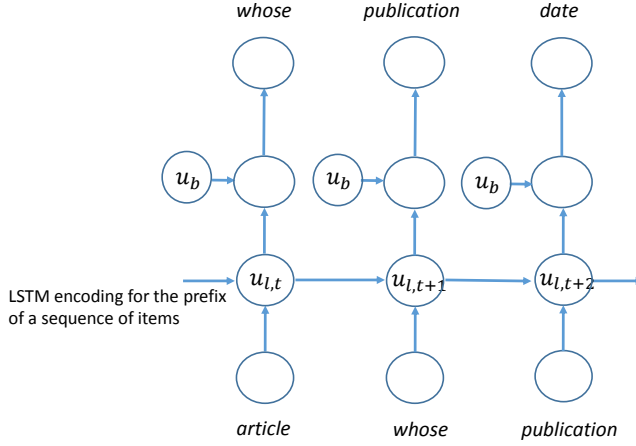 whose publication date
u_b u_b u_b
u_{l,t} u_{l,t+1} u_{l,t+2}
LSTM encoding for the prefix
of a sequence of items
article whose publication